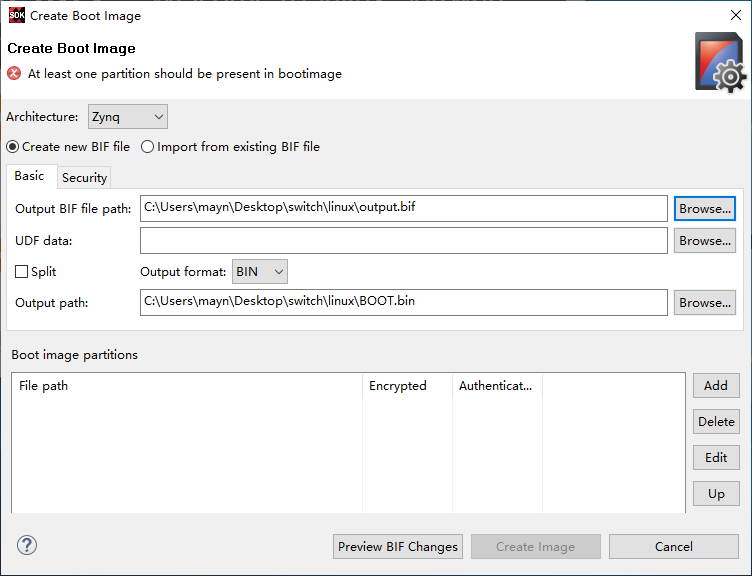 SDK Create Boot Image
Create Boot Image
At least one partition should be present in bootimage
Architecture: Zynq
Create new BIF file Import from existing BIF file
Basic Security
Output BIF file path: C:\Users\mayn\Desktop\switch\linux\output.bif Browse...
UDF data: Browse...
Split Output format: BIN
Output path: C:\Users\mayn\Desktop\switch\linux\BOOT.bin Browse...
Boot image partitions
File path Encrypted Authenticat... Add
Delete
Edit
Up
? Preview BIF Changes Create Image Cancel